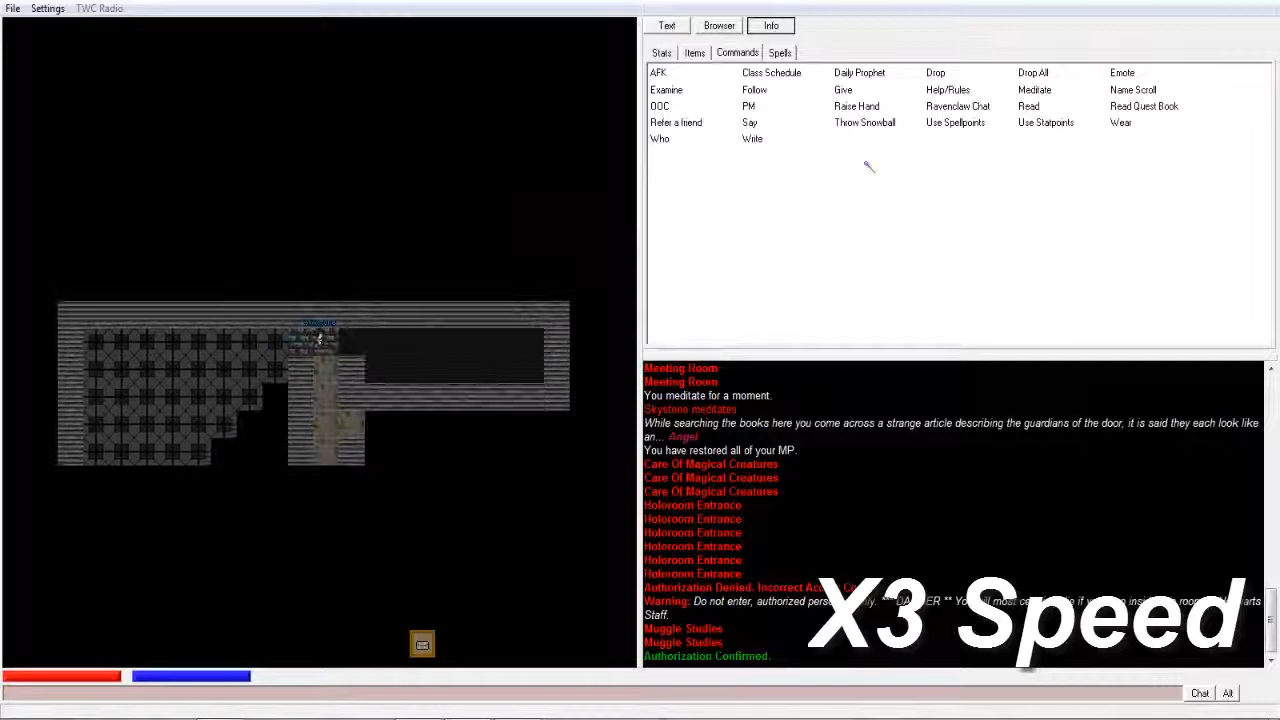 File Settings TWC Radio
Text Browser Info
Stats Items Commands Spells
AFK Class Schedule Daily Prophet Drop Drop All Emote
Examine Follow Give Help/Rules Meditate Name Scroll
OOC PM Raise Hand Ravenclaw Chat Read Read Quest Book
Refer a friend Say Throw Snowball Use Spellpoints Use Statpoints Wear
Who Write
Meeting Room
Meeting Room
You meditate for a moment.
Skystone meditates
While searching the books here you come across a strange article describing the guardians of the door, it is said they each look like
an... Angel
You have restored all of your MP.
Care Of Magical Creatures
Care Of Magical Creatures
Care Of Magical Creatures
Holoroom Entrance
Holoroom Entrance
Holoroom Entrance
Holoroom Entrance
Holoroom Entrance
Holoroom Entrance
Authorization Denied. Incorrect
Warning: Do not enter, authorized
Staff.
Muggle Studies
Muggle Studies
Authorization Confirmed.
X3 Speed
Chat Alt